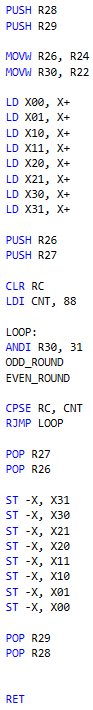 PUSH R28
PUSH R29
MOVW R26, R24
MOVW R30, R22
LD X00, X+
LD X01, X+
LD X10, X+
LD X11, X+
LD X20, X+
LD X21, X+
LD X30, X+
LD X31, X+
PUSH R26
PUSH R27
CLR RC
LDI CNT, 88
LOOP:
ANDI R30, 31
ODD_ROUND
EVEN_ROUND
CPSE RC, CNT
RJMP LOOP
POP R27
POP R26
ST -X, X31
ST -X, X30
ST -X, X21
ST -X, X20
ST -X, X11
ST -X, X10
ST -X, X01
ST -X, X00
POP R29
POP R28
RET